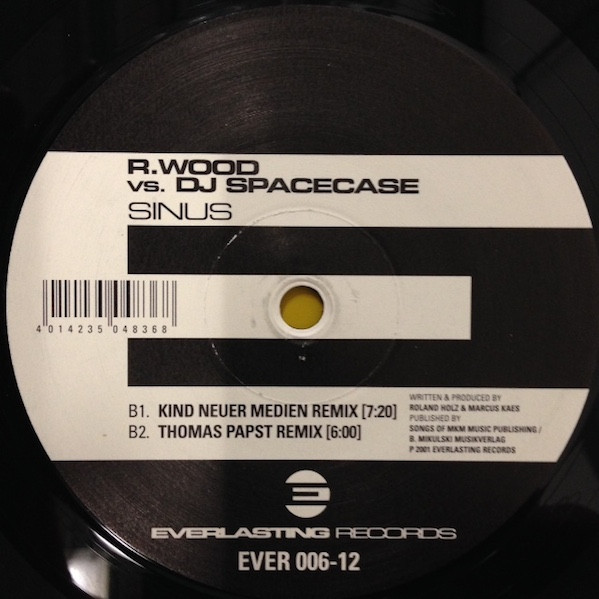 R.WOOD
VS. DJ SPACECASE
SINUS
4 014235 048368
B1. KIND NEUER MEDIEN REMIX [7:20]
B2. THOMAS PAPST REMIX [6:00]
WRITTEN & PRODUCED BY
ROLAND HOLZ & MARCUS KAES
PUBLISHED BY
SONGS OF MKM MUSIC PUBLISHING /
B. MIKULSKI MUSIKVERLAG
P 2001 EVERLASTING RECORDS
EVERLASTING RECORDS
EVER 006-12